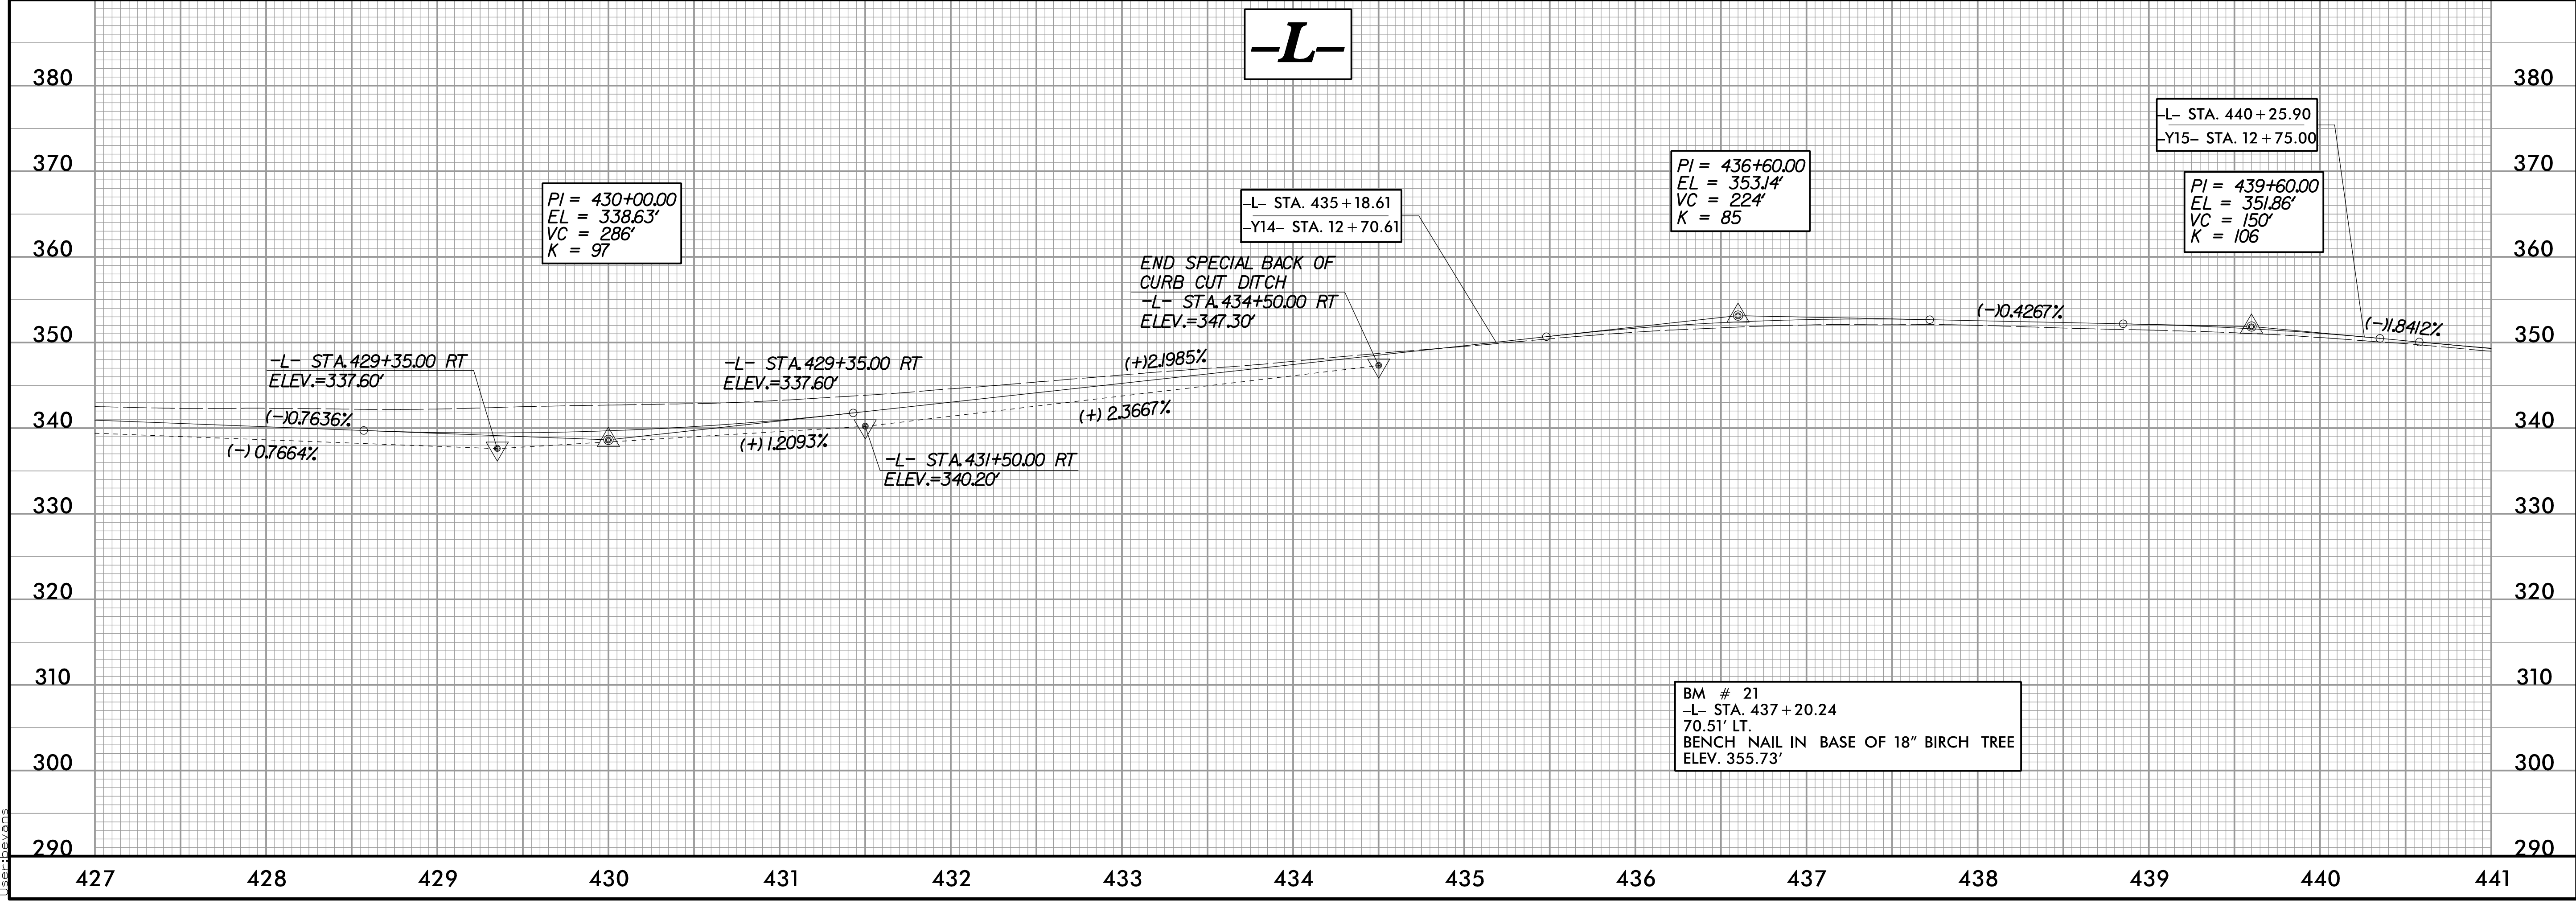 –L–
380
380
–L– STA. 440+25.90
–Y15– STA. 12+75.00
370
370
PI = 436+60.00
EL = 353.14'
VC = 224'
K = 85
PI = 439+60.00
EL = 351.86'
VC = 150'
K = 106
PI = 430+00.00
EL = 338.63'
VC = 286'
K = 97
–L– STA. 435+18.61
–Y14– STA. 12+70.61
360
360
END SPECIAL BACK OF
CURB CUT DITCH
-L- STA.434+50.00 RT
ELEV.=347.30'
350
350
(-)0.4267%
(-)1.8412%
-L- STA.429+35.00 RT
ELEV.=337.60'
-L- STA.429+35.00 RT
ELEV.=337.60'
(+)2.1985%
340
340
(-)0.7636%
(-) 0.7664%
(+) 1.2093%
(+) 2.3667%
-L- STA.431+50.00 RT
ELEV.=340.20'
330
330
320
320
310
310
BM # 21
–L– STA. 437+20.24
70.51' LT.
BENCH NAIL IN BASE OF 18" BIRCH TREE
ELEV. 355.73'
300
300
290
290
427 428 429 430 431 432 433 434 435 436 437 438 439 440 441
User:bevans